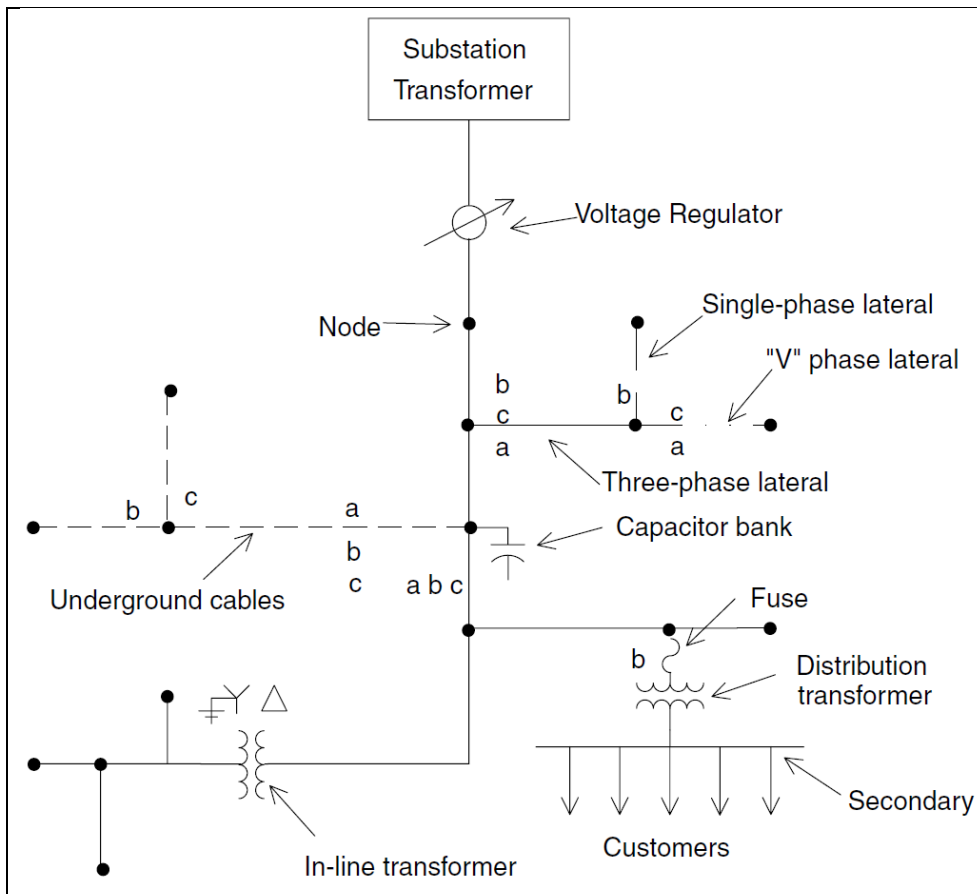 Substation
Transformer
Voltage Regulator
Node
Single-phase lateral
"V" phase lateral
b
c
a
b
c
a
Three-phase lateral
Capacitor bank
b
c
a
b
c
a b c
Underground cables
Fuse
b
Distribution
transformer
Secondary
Customers
In-line transformer